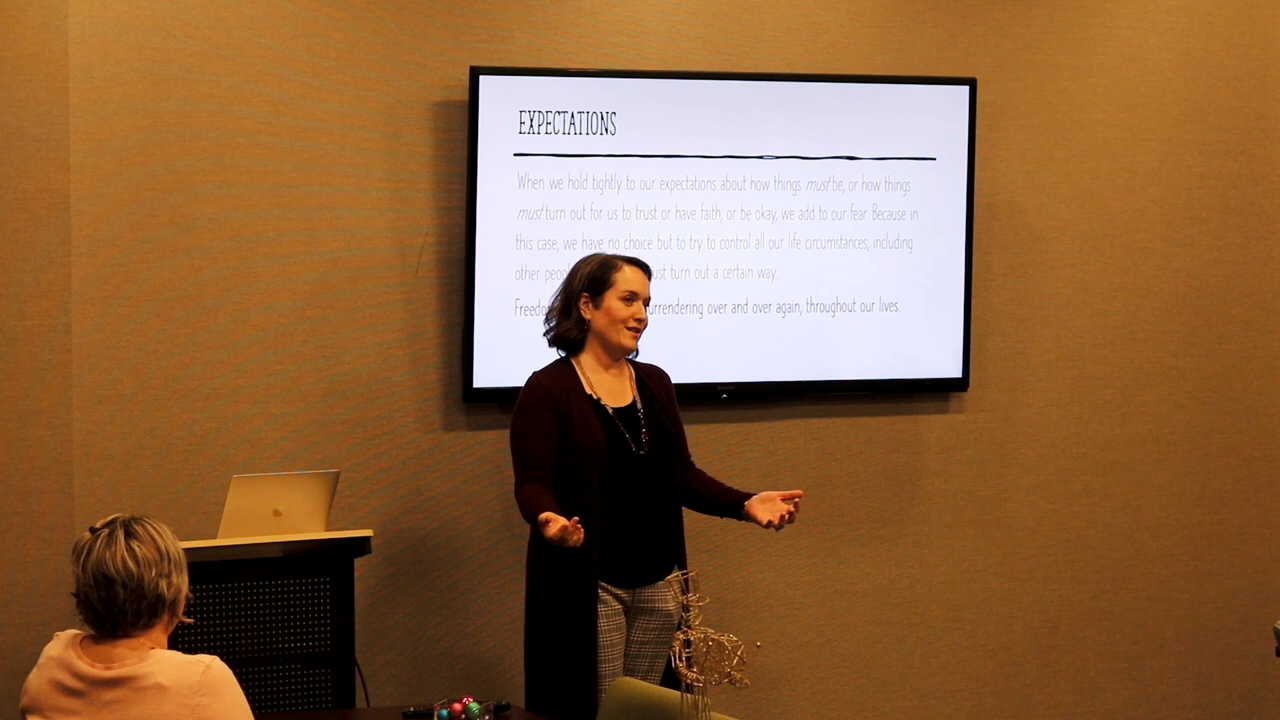 EXPECTATIONS
When we hold tightly to our expectations about how things must be, or how things
must turn out for us to trust or have faith, or be okay, we add to our fear. Because in
this case, we have no choice but to try to control all our life circumstances, including
other turn out a certain way.
over and over again, throughout our lives.